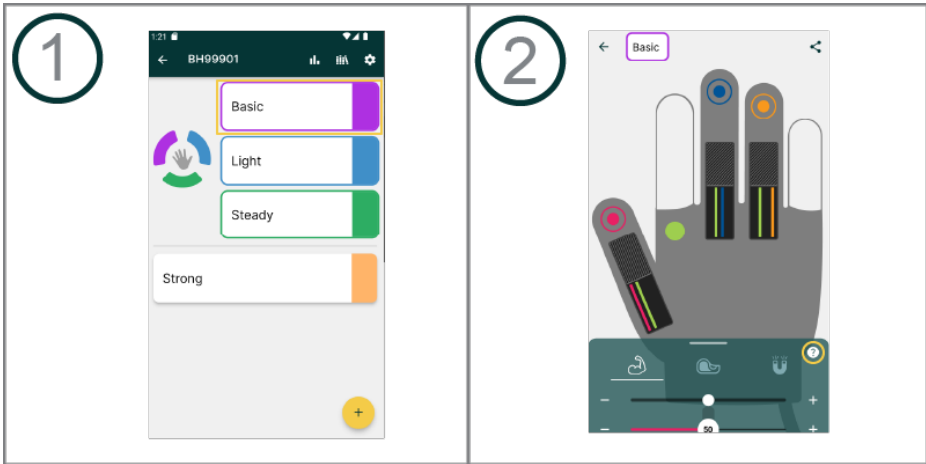 1
1:21
BH99901
Basic
Light
Steady
Strong
+
2
Basic
?
- +
- 50 +